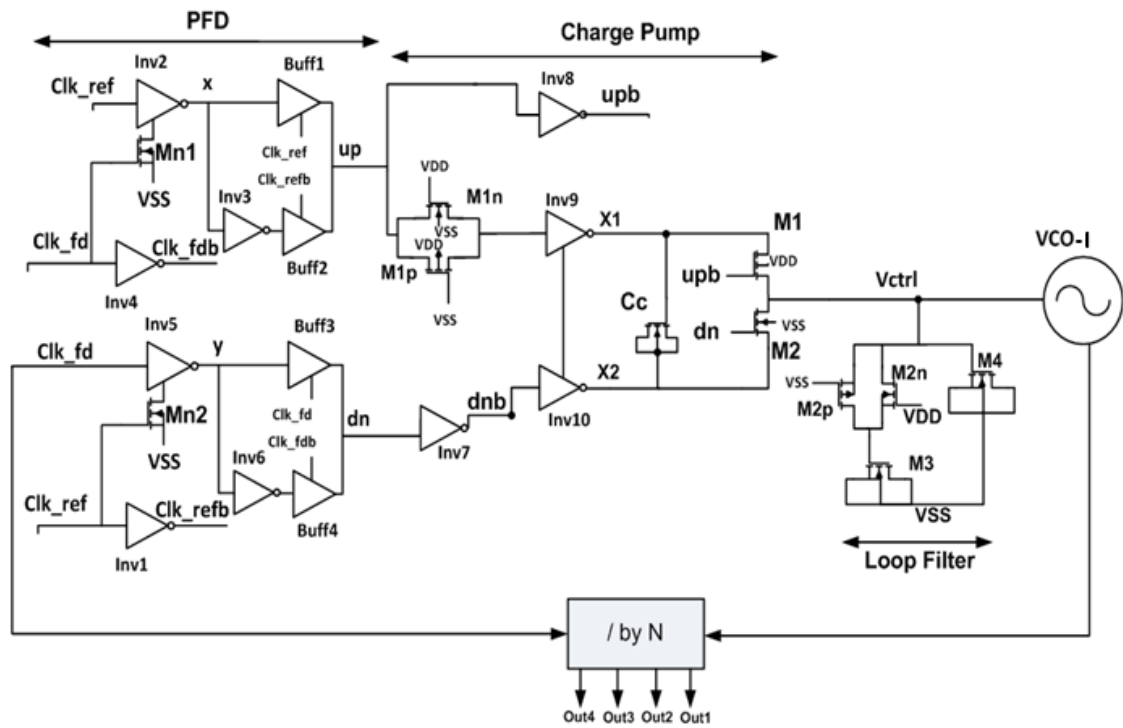 PFD
Charge Pump
Inv2
Buff1
Inv8
Clk_ref
x
upb
Mn1
Clk_ref
up
VDD
Clk_refb
VSS
Inv3
M1n
Inv9
X1
M1
VSS
VDD
VCO-I
Clk_fd
Clk_fdb
Buff2
M1p
upb
VDD
Vctrl
Inv4
VSS
Cc
VSS
Inv5
Buff3
dn
M2
Clk_fd
y
X2
M4
Mn2
Clk_fd
dn
dnb
Inv10
VSS
M2n
VSS
Clk_fdb
M2p
VDD
Inv6
Inv7
Clk_ref
Clk_refb
M3
Buff4
VSS
Inv1
Loop Filter
/ by N
Out4 Out3 Out2 Out1